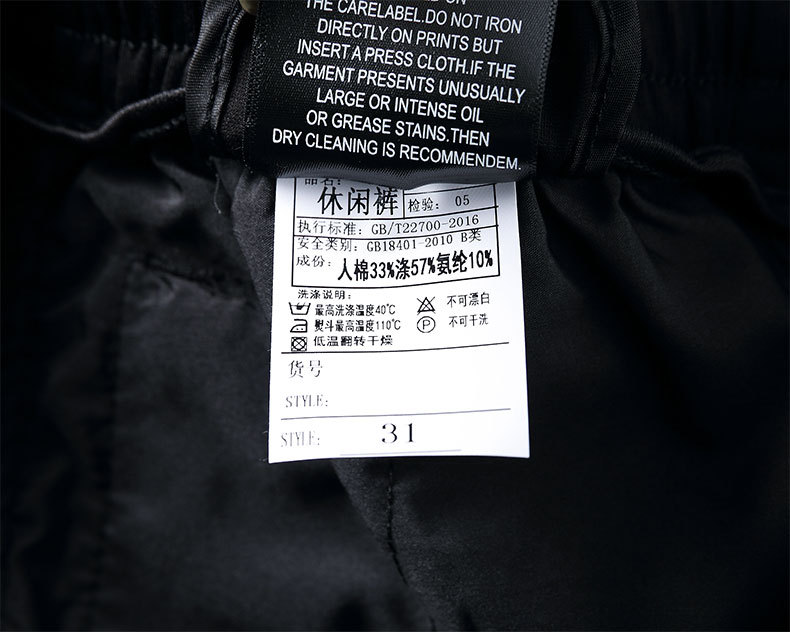 THE CARELABEL.DO NOT IRON
DIRECTLY ON PRINTS BUT
INSERT A PRESS CLOTH.IF THE
GARMENT PRESENTS UNUSUALLY
LARGE OR INTENSE OIL
OR GREASE STAINS.THEN
DRY CLEANING IS RECOMMENDEM.
品名:
休闲裤 检验: 05
执行标准: GB/T22700-2016
安全类别: GB18401-2010 B类
成份: 人棉33%涤57%氨纶10%
洗涤说明:
最高洗涤温度40℃ 不可漂白
熨斗最高温度110℃ P 不可干洗
低温翻转干燥
货号
STYLE:
STYLE: 31